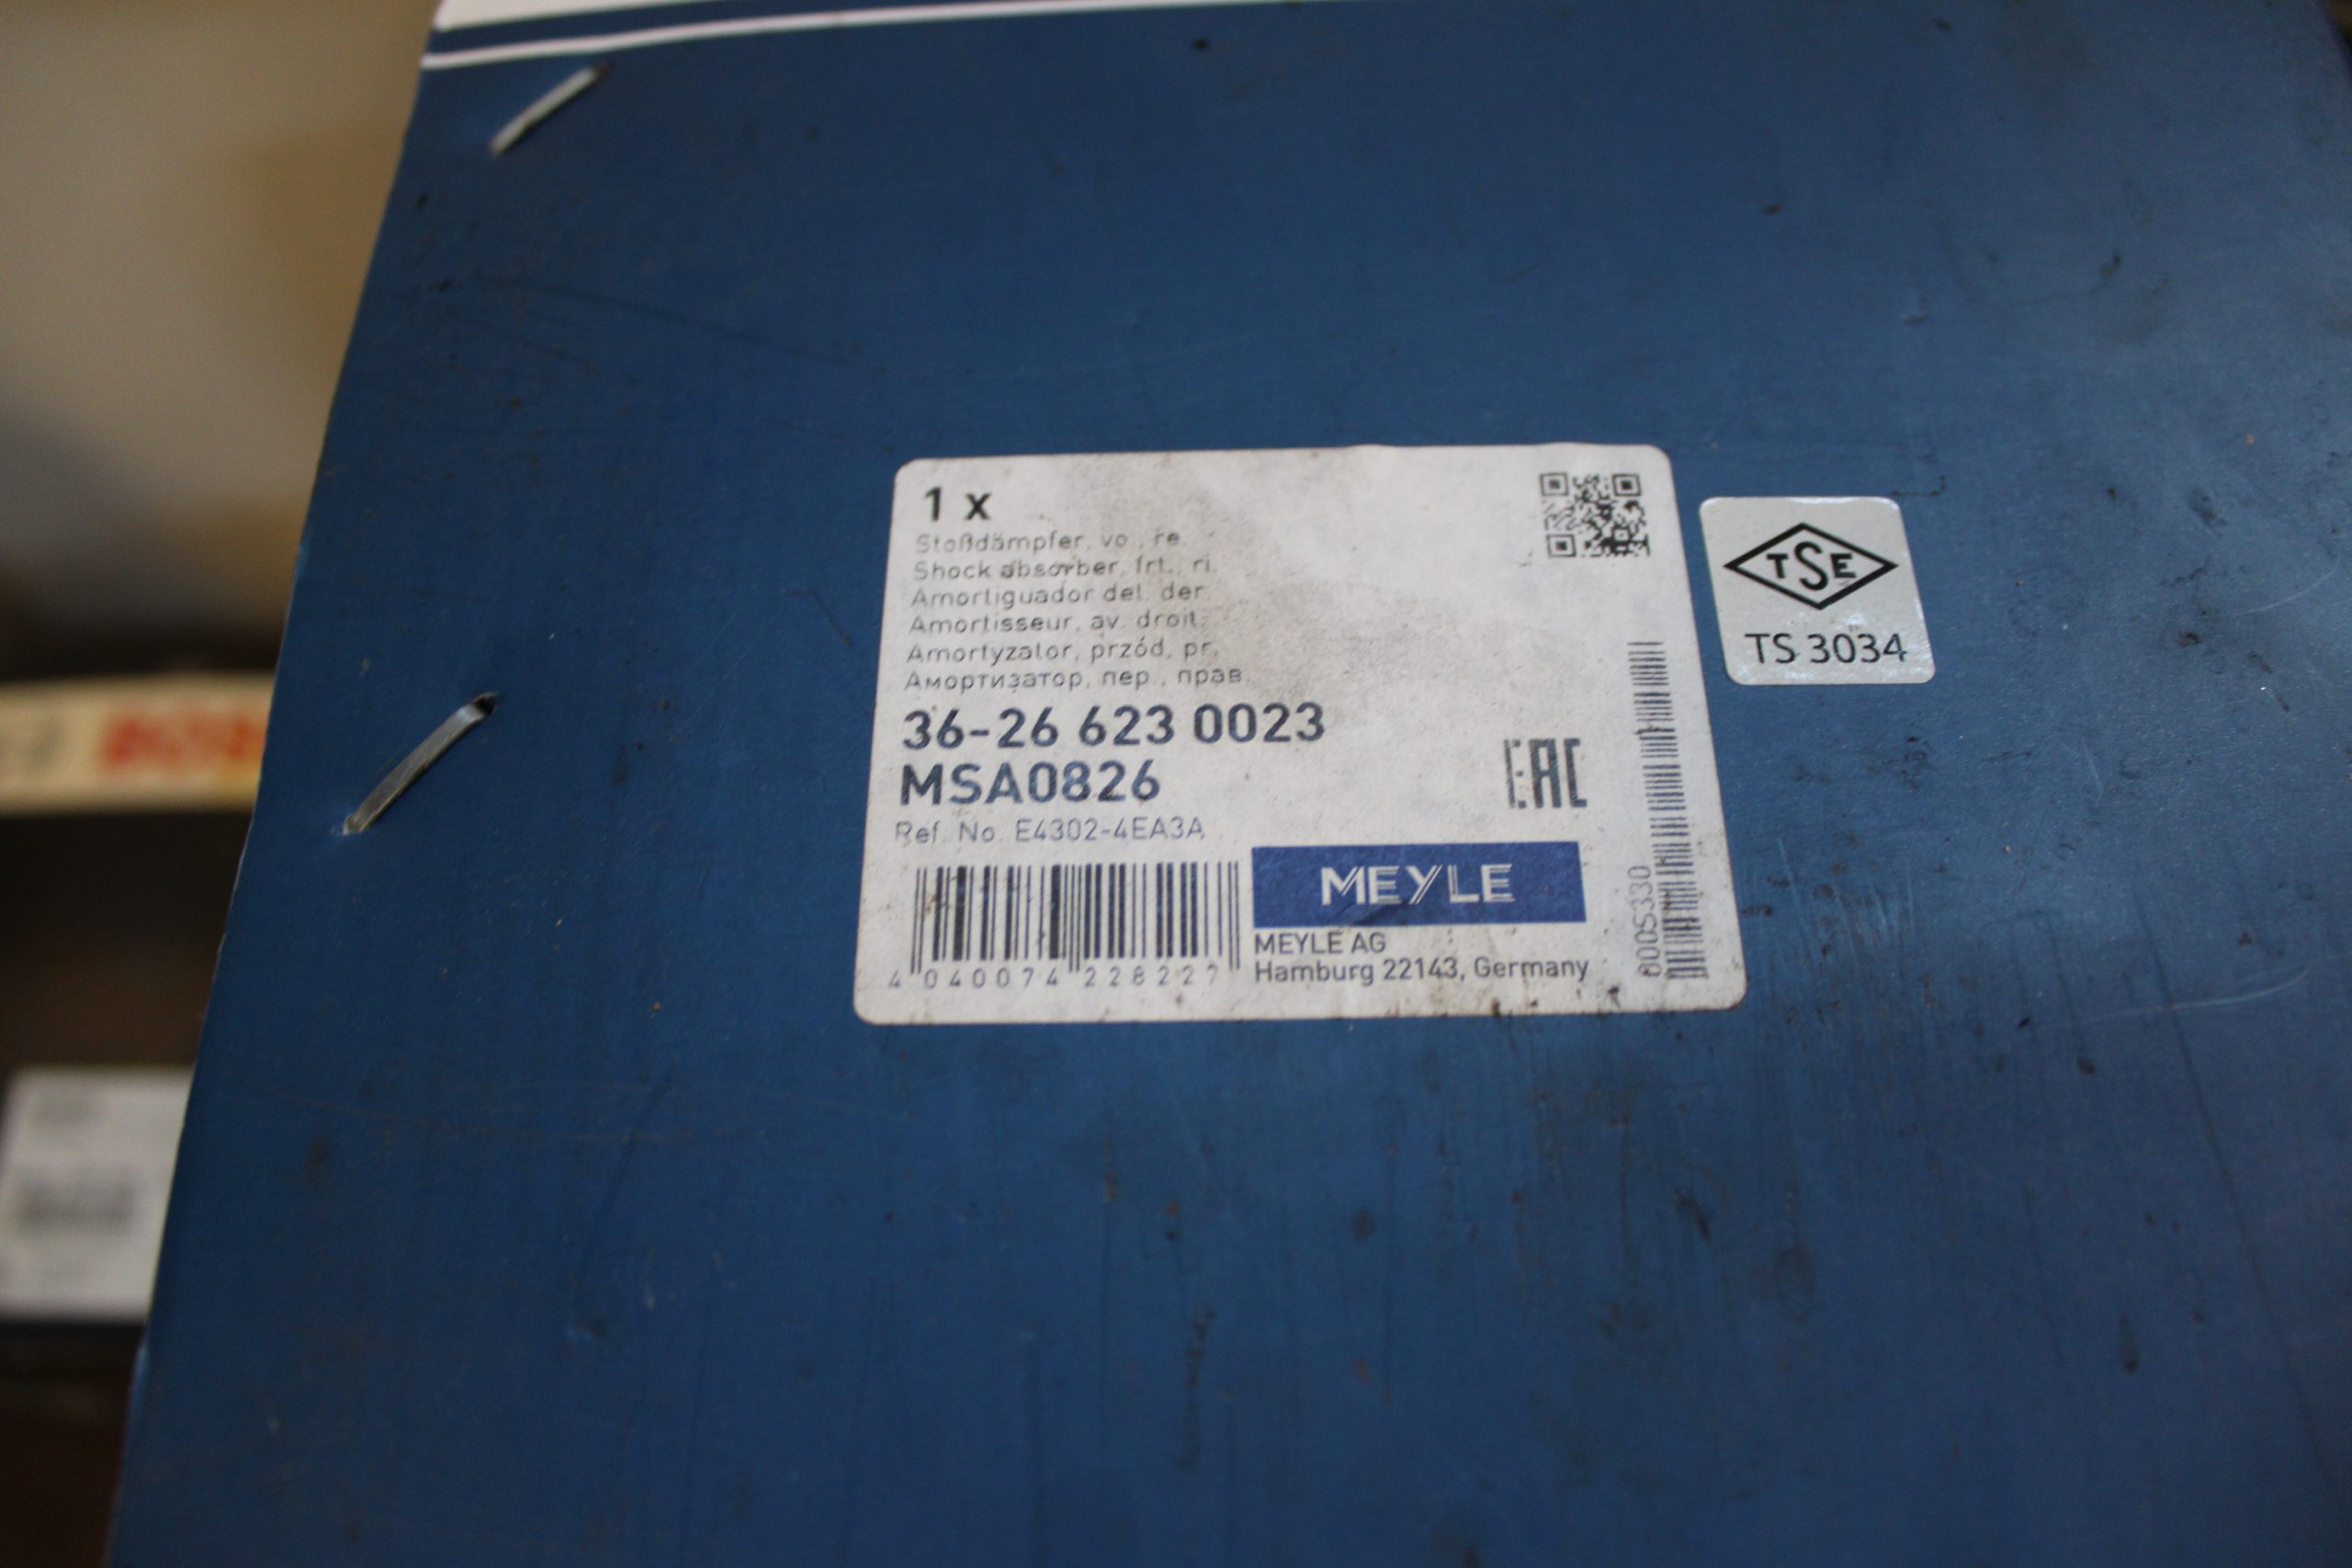 1 x
Stoßdämpfer, vo., re.
Shock absorber, frt., ri.
Amortiguador del. der.
Amortisseur, av. droit.
Amortyzator, przód, pr.
Амортизатор, пер., прав.
36-26 623 0023
MSA0826
Ref. No. E4302-4EA3A
EAC
MEYLE
MEYLE AG
Hamburg 22143, Germany
4 040074 228227
TSE
TS 3034